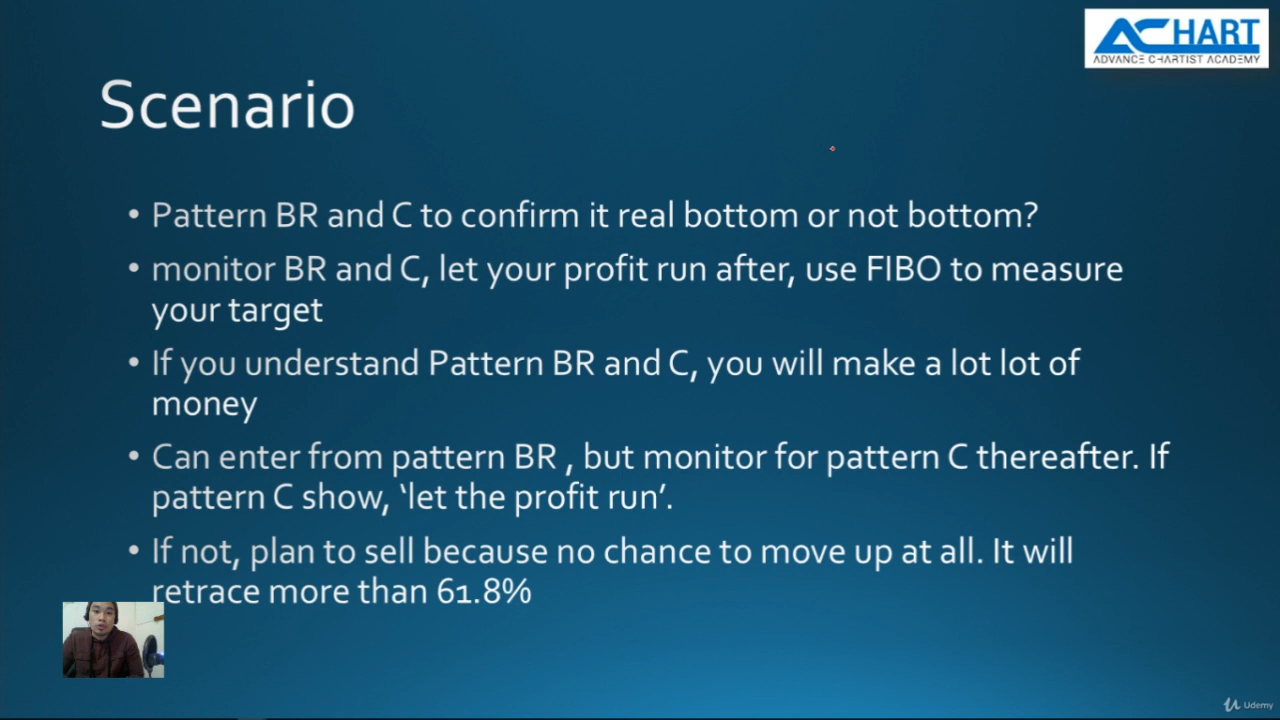 ACHART
ADVANCE CHARTIST ACADEMY
Scenario
• Pattern BR and C to confirm it real bottom or not bottom?
• monitor BR and C, let your profit run after, use FIBO to measure
your target
• If you understand Pattern BR and C, you will make a lot lot of
money
• Can enter from pattern BR , but monitor for pattern C thereafter. If
pattern C show, ‘let the profit run’.
• If not, plan to sell because no chance to move up at all. It will
retrace more than 61.8%
Udemy